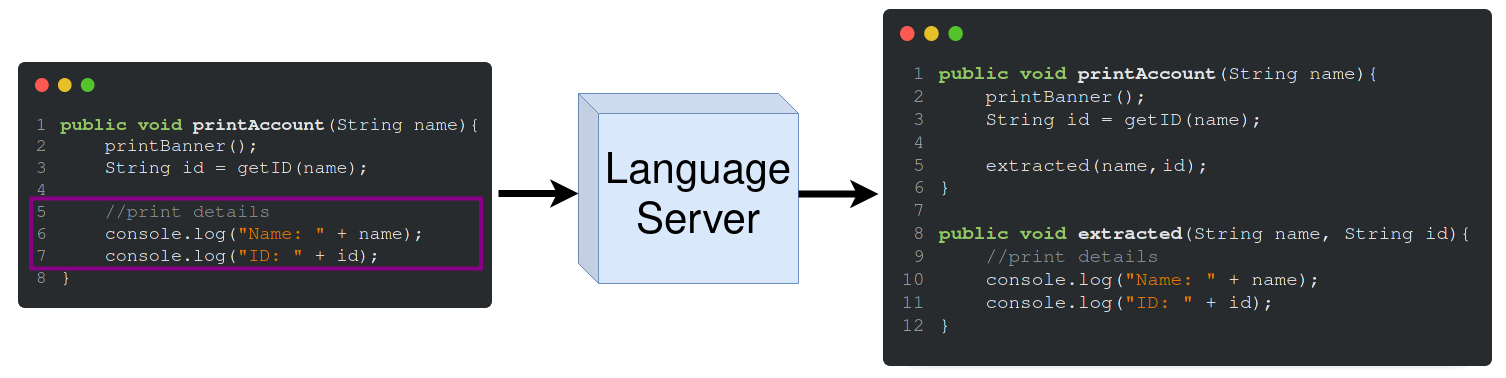 1 public void printAccount(String name){
2     printBanner();
3     String id = getID(name);
4
5     //print details
6     console.log("Name: " + name);
7     console.log("ID: " + id);
8 }
Language
Server
1 public void printAccount(String name){
2     printBanner();
3     String id = getID(name);
4
5     extracted(name,id);
6 }
7
8 public void extracted(String name, String id){
9     //print details
10     console.log("Name: " + name);
11     console.log("ID: " + id);
12 }